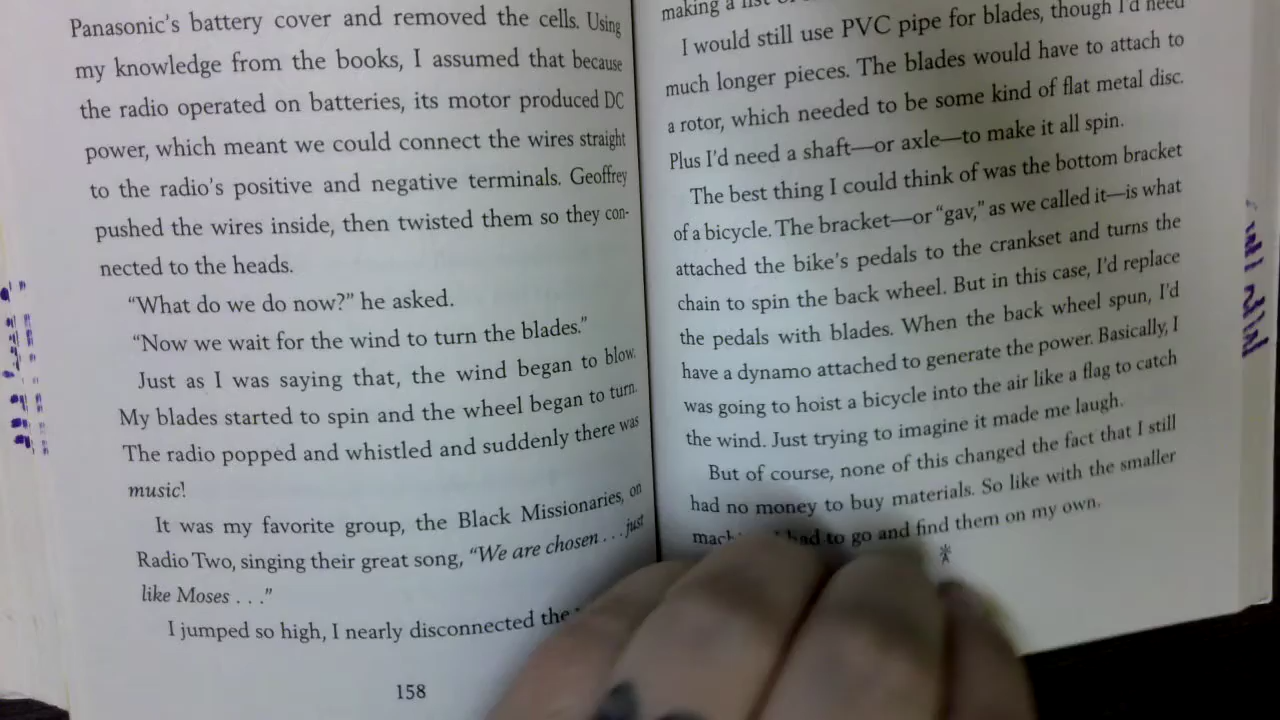 Panasonic's battery cover and removed the cells. Using
my knowledge from the books, I assumed that because
the radio operated on batteries, its motor produced DC
power, which meant we could connect the wires straight
to the radio's positive and negative terminals. Geoffrey
pushed the wires inside, then twisted them so they con-
nected to the heads.
"What do we do now?" he asked.
"Now we wait for the wind to turn the blades."
Just as I was saying that, the wind began to blow.
My blades started to spin and the wheel began to turn.
The radio popped and whistled and suddenly there was
music!
It was my favorite group, the Black Missionaries, on
Radio Two, singing their great song, "We are chosen . . . just
like Moses . . ."
I jumped so high, I nearly disconnected the
158
making a list
I would still use PVC pipe for blades, though I'd need
much longer pieces. The blades would have to attach to
a rotor, which needed to be some kind of flat metal disc.
Plus I'd need a shaft—or axle—to make it all spin.
The best thing I could think of was the bottom bracket
of a bicycle. The bracket—or "gav," as we called it—is what
attached the bike's pedals to the crankset and turns the
chain to spin the back wheel. But in this case, I'd replace
the pedals with blades. When the back wheel spun, I'd
have a dynamo attached to generate the power. Basically, I
was going to hoist a bicycle into the air like a flag to catch
the wind. Just trying to imagine it made me laugh.
But of course, none of this changed the fact that I still
had no money to buy materials. So like with the smaller
had to go and find them on my own.